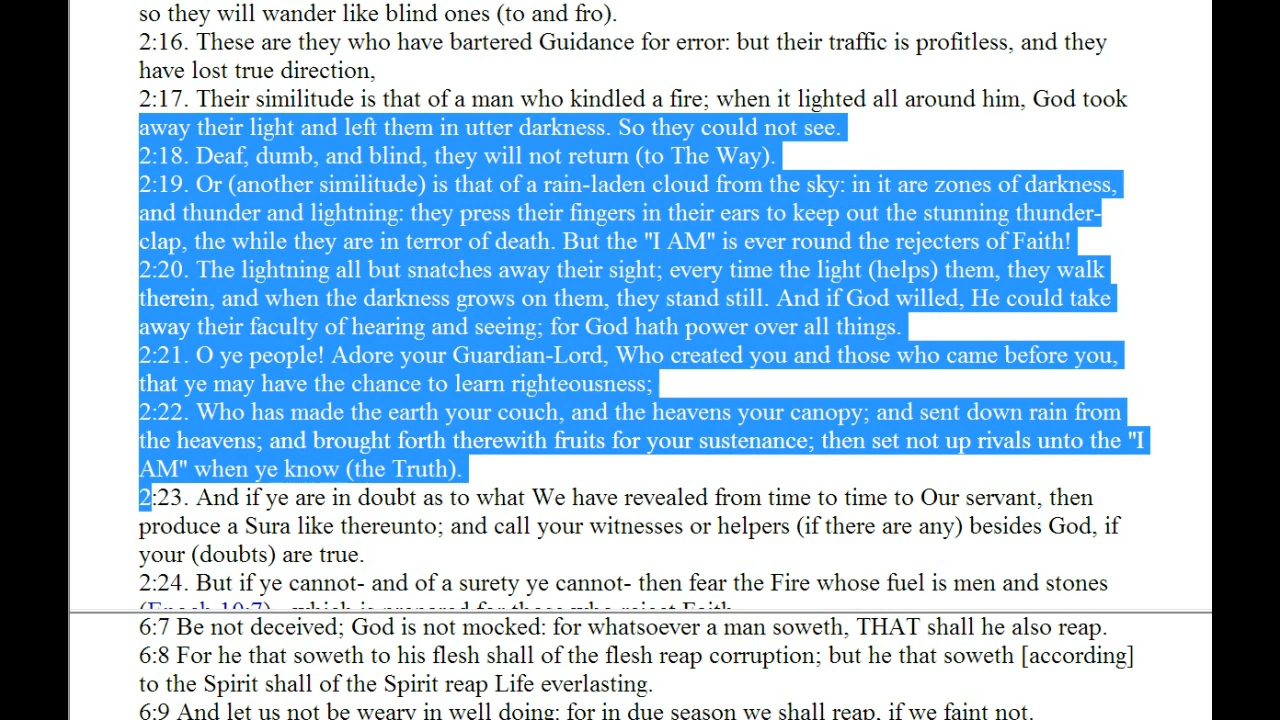 so they will wander like blind ones (to and fro).
2:16. These are they who have bartered Guidance for error: but their traffic is profitless, and they
have lost true direction,
2:17. Their similitude is that of a man who kindled a fire; when it lighted all around him, God took
away their light and left them in utter darkness. So they could not see.
2:18. Deaf, dumb, and blind, they will not return (to The Way).
2:19. Or (another similitude) is that of a rain-laden cloud from the sky: in it are zones of darkness,
and thunder and lightning: they press their fingers in their ears to keep out the stunning thunder-
clap, the while they are in terror of death. But the "I AM" is ever round the rejecters of Faith!
2:20. The lightning all but snatches away their sight; every time the light (helps) them, they walk
therein, and when the darkness grows on them, they stand still. And if God willed, He could take
away their faculty of hearing and seeing; for God hath power over all things.
2:21. O ye people! Adore your Guardian-Lord, Who created you and those who came before you,
that ye may have the chance to learn righteousness;
2:22. Who has made the earth your couch, and the heavens your canopy; and sent down rain from
the heavens; and brought forth therewith fruits for your sustenance; then set not up rivals unto the "I
AM" when ye know (the Truth).
2:23. And if ye are in doubt as to what We have revealed from time to time to Our servant, then
produce a Sura like thereunto; and call your witnesses or helpers (if there are any) besides God, if
your (doubts) are true.
2:24. But if ye cannot- and of a surety ye cannot- then fear the Fire whose fuel is men and stones
(Enoch 10:7),- which is prepared for those who reject Faith.
6:7 Be not deceived; God is not mocked: for whatsoever a man soweth, THAT shall he also reap.
6:8 For he that soweth to his flesh shall of the flesh reap corruption; but he that soweth [according]
to the Spirit shall of the Spirit reap Life everlasting.
6:9 And let us not be weary in well doing: for in due season we shall reap, if we faint not.